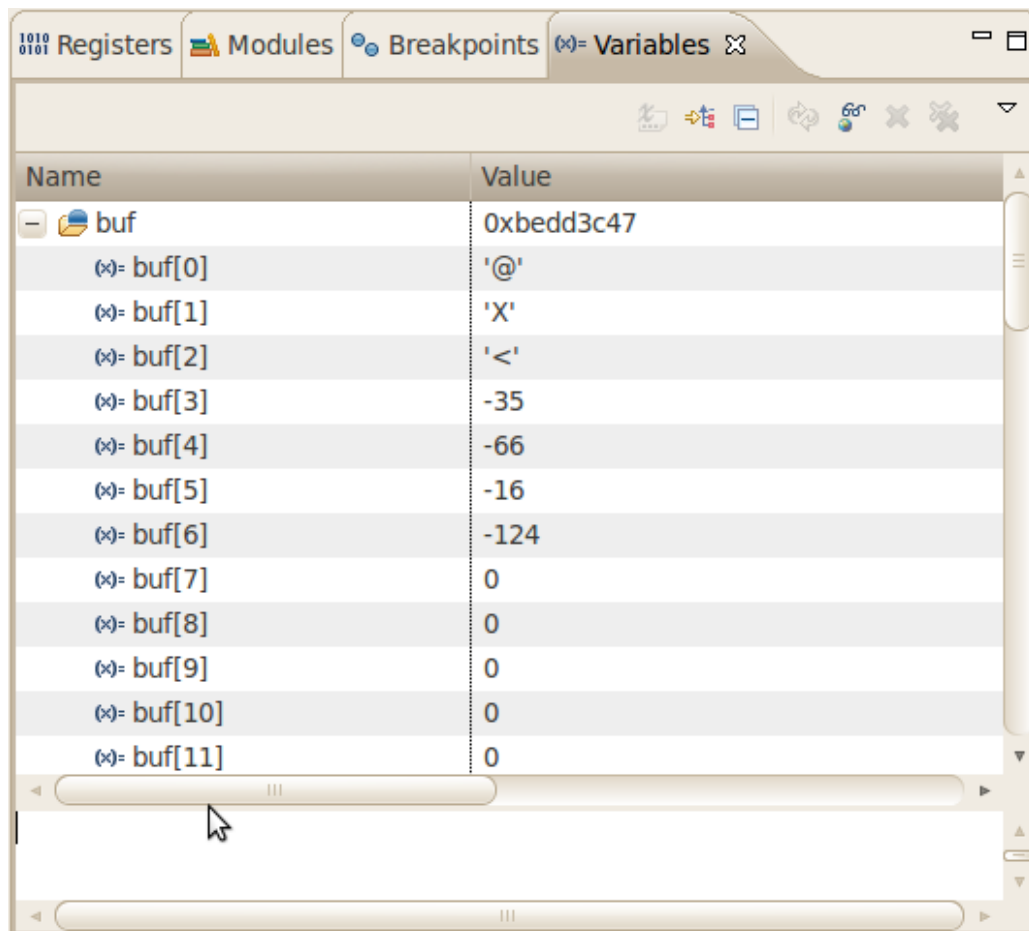 Registers Modules Breakpoints (x)= Variables
Name Value
buf 0xbedd3c47
(x)= buf[0] '@'
(x)= buf[1] 'X'
(x)= buf[2] '<'
(x)= buf[3] -35
(x)= buf[4] -66
(x)= buf[5] -16
(x)= buf[6] -124
(x)= buf[7] 0
(x)= buf[8] 0
(x)= buf[9] 0
(x)= buf[10] 0
(x)= buf[11] 0